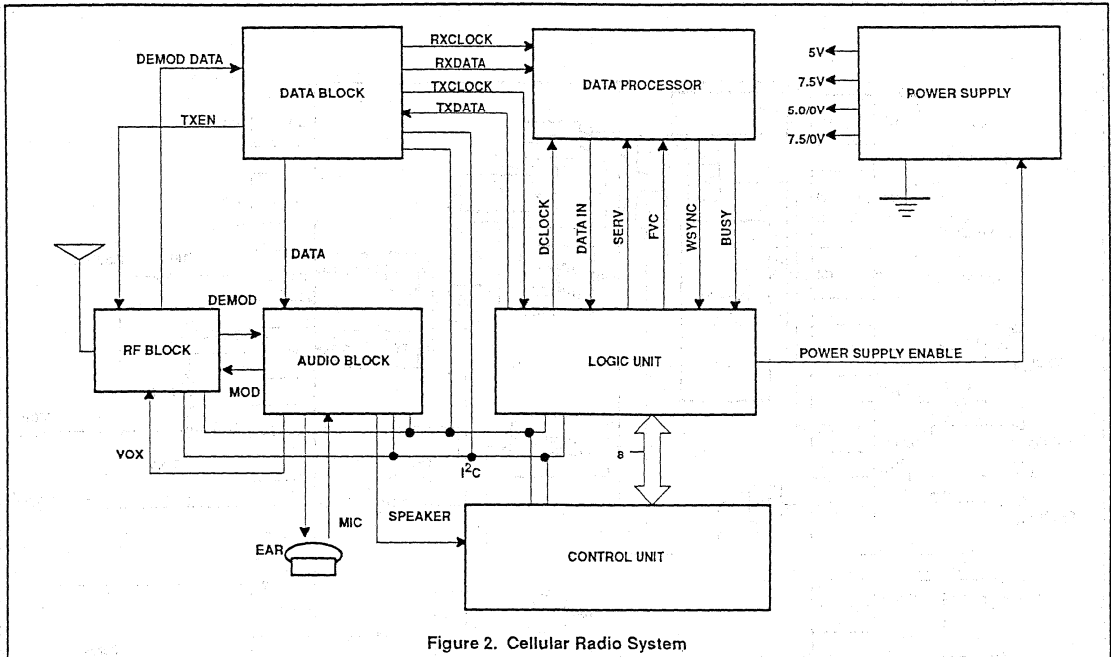 RXCLOCK
5V
DEMOD DATA
RXDATA
7.5V
DATA BLOCK
TXCLOCK
DATA PROCESSOR
POWER SUPPLY
TXDATA
5.0/0V
TXEN
7.5/0V
DCLOCK
DATA IN
SERV
FVC
WSYNC
BUSY
DATA
DEMOD
RF BLOCK
AUDIO BLOCK
LOGIC UNIT
POWER SUPPLY ENABLE
MOD
VOX
I²C
8
MIC
SPEAKER
EAR
CONTROL UNIT
Figure 2. Cellular Radio System